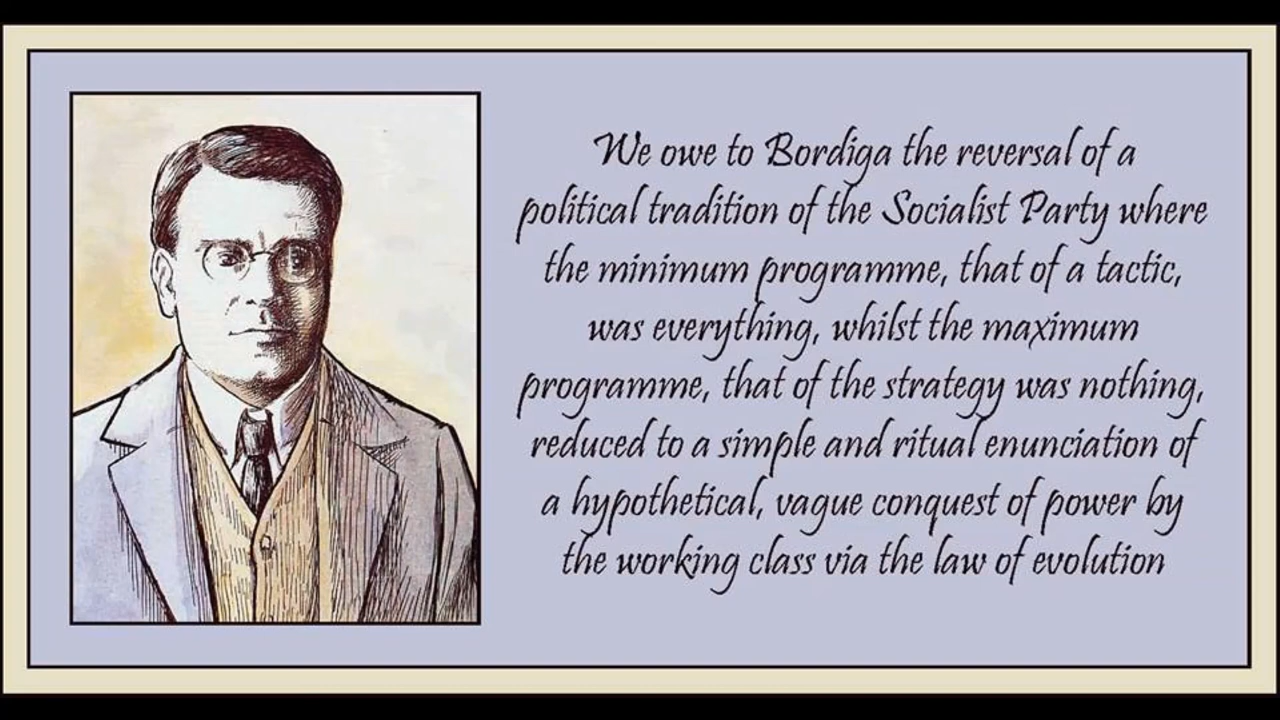 We owe to Bordiga the reversal of a
political tradition of the Socialist Party where
the minimum programme, that of a tactic,
was everything, whilst the maximum
programme, that of the strategy was nothing,
reduced to a simple and ritual enunciation of
a hypothetical, vague conquest of power by
the working class via the law of evolution